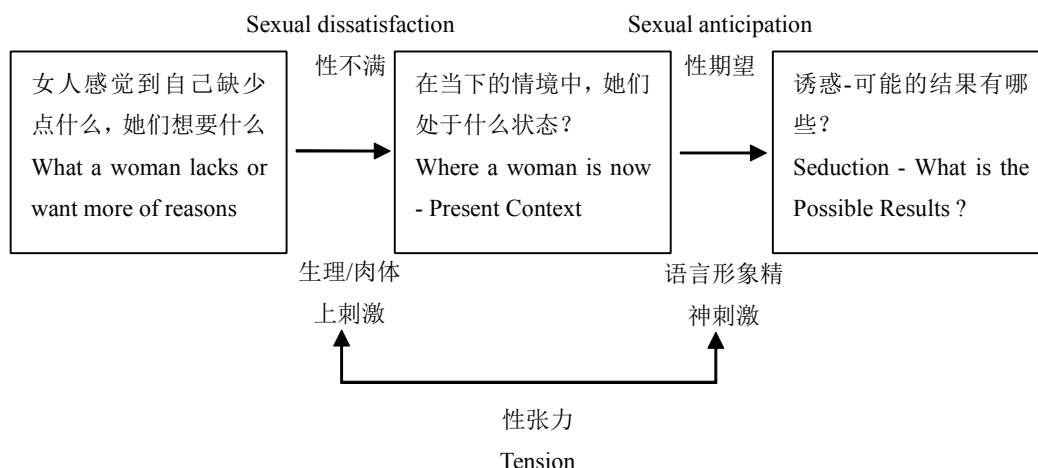 Sexual dissatisfaction
Sexual anticipation
性不满
性期望
女人感觉到自己缺少
点什么，她们想要什么
What a woman lacks or
want more of reasons
在当下的情境中，她们
处于什么状态？
Where a woman is now
- Present Context
诱惑-可能的结果有哪
些？
Seduction - What is the
Possible Results ?
生理/肉体
上刺激
语言形象精
神刺激
性张力
Tension